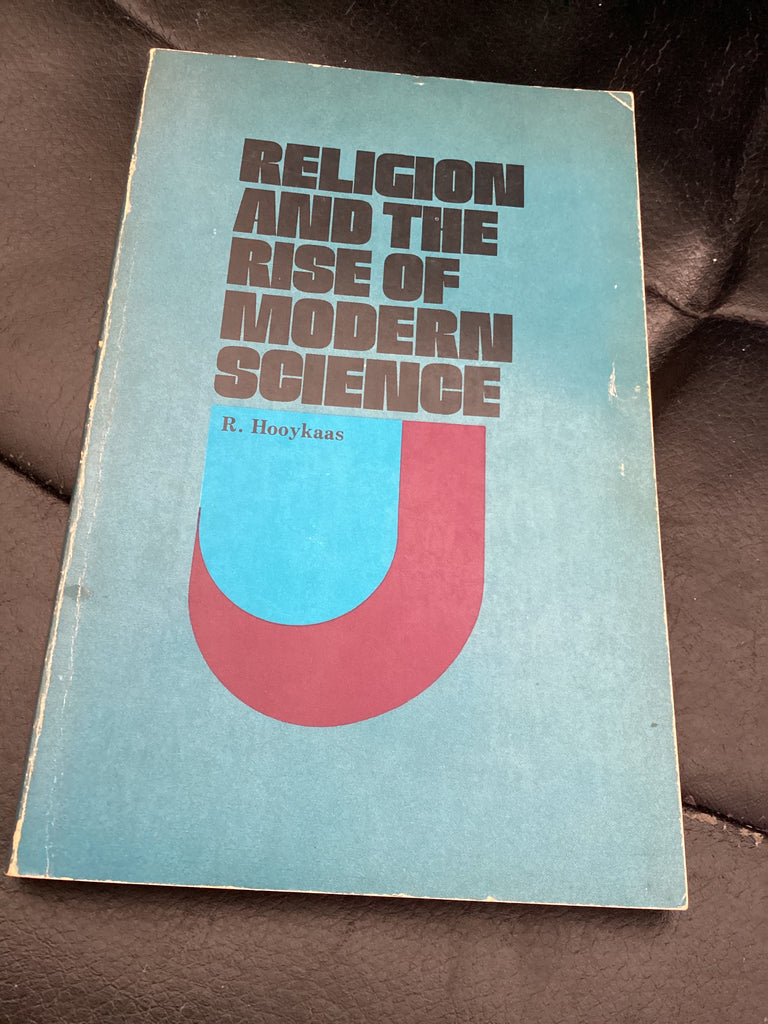 RELIGION
AND THE
RISE OF
MODERN
SCIENCE
R. Hooykaas